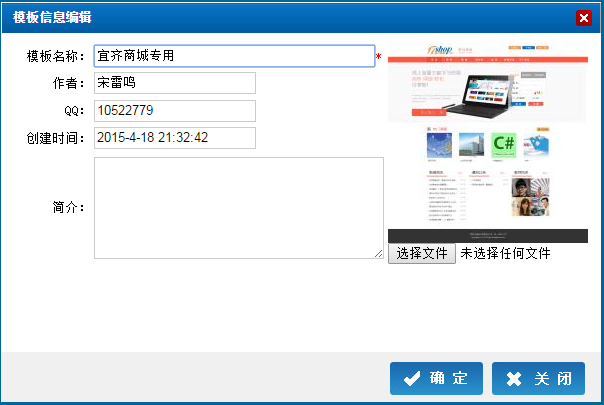 模板信息编辑
模板名称：
宜齐商城专用
*
作者：
宋雷鸣
QQ：
10522779
创建时间：
2015-4-18 21:32:42
简介：
shop
C#
选择文件 未选择任何文件
确 定
关 闭